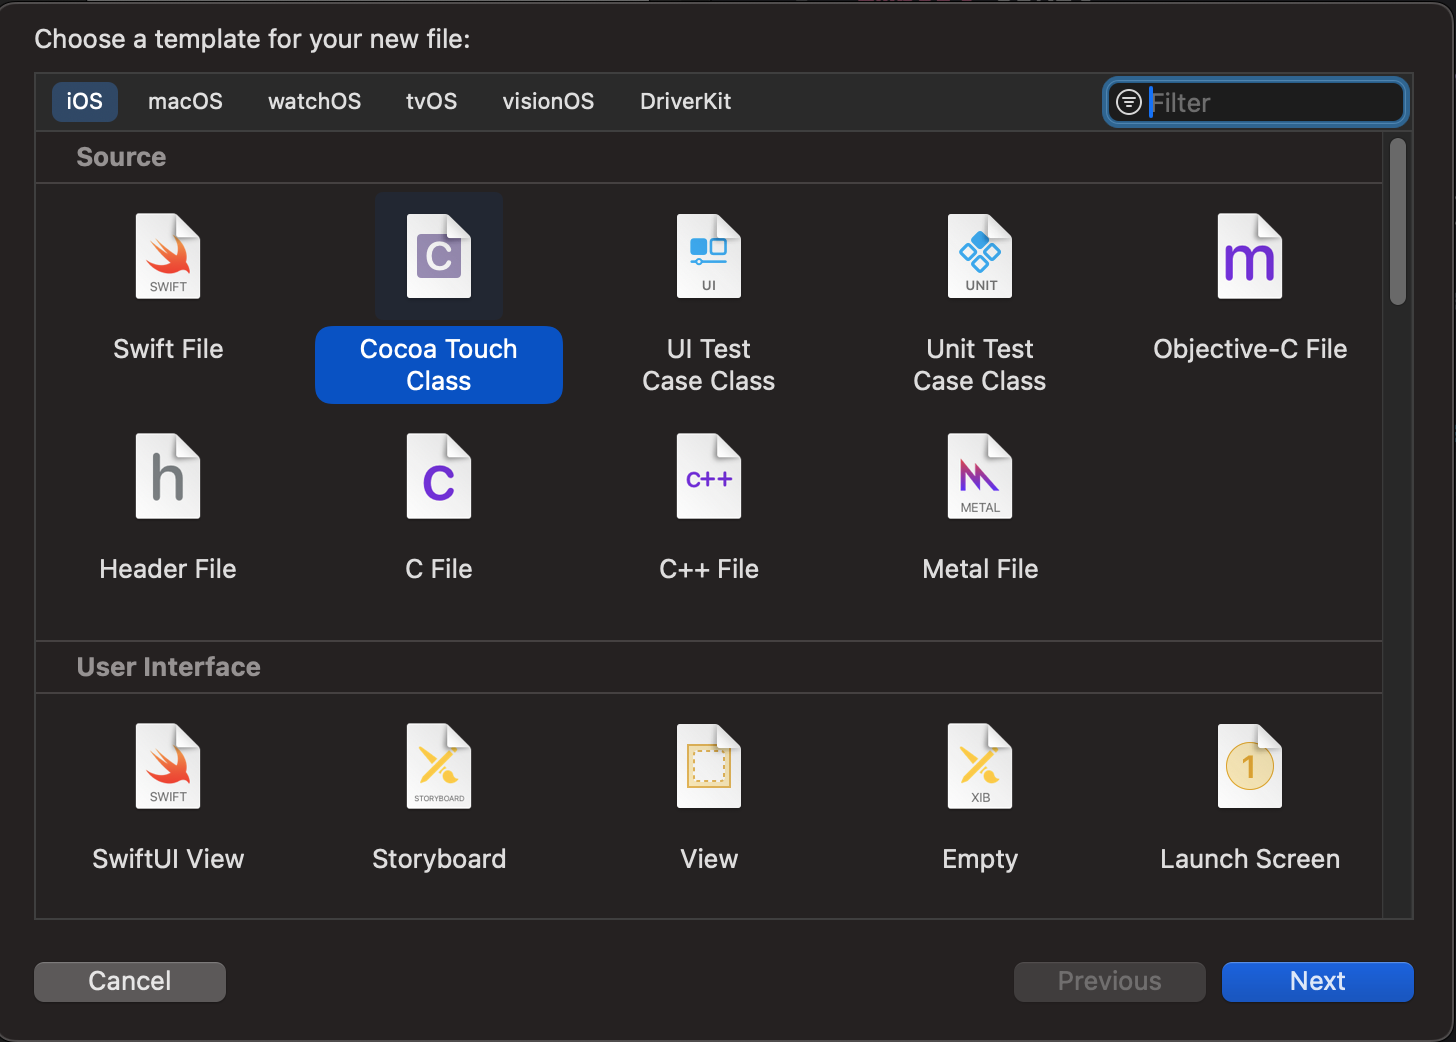 Choose a template for your new file:
iOS macOS watchOS tvOS visionOS DriverKit Filter
Source
SWIFT C UI UNIT m
Swift File Cocoa Touch Class UI Test Case Class Unit Test Case Class Objective-C File
h C C++ METAL
Header File C File C++ File Metal File
User Interface
SWIFT STORYBOARD XIB 1
SwiftUI View Storyboard View Empty Launch Screen
Cancel Previous Next